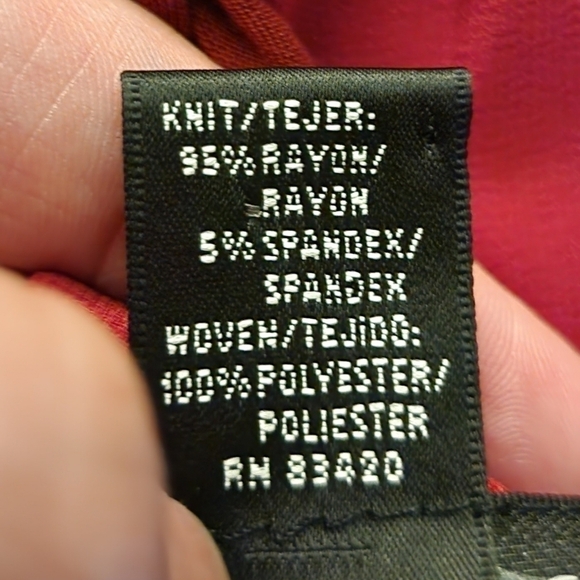 KNIT/TEJER:
95%RAYON/
RAYON
5%SPANDEX/
SPANDEX
WOVEN/TEJIDO:
100%POLYESTER/
POLIESTER
RN 83420